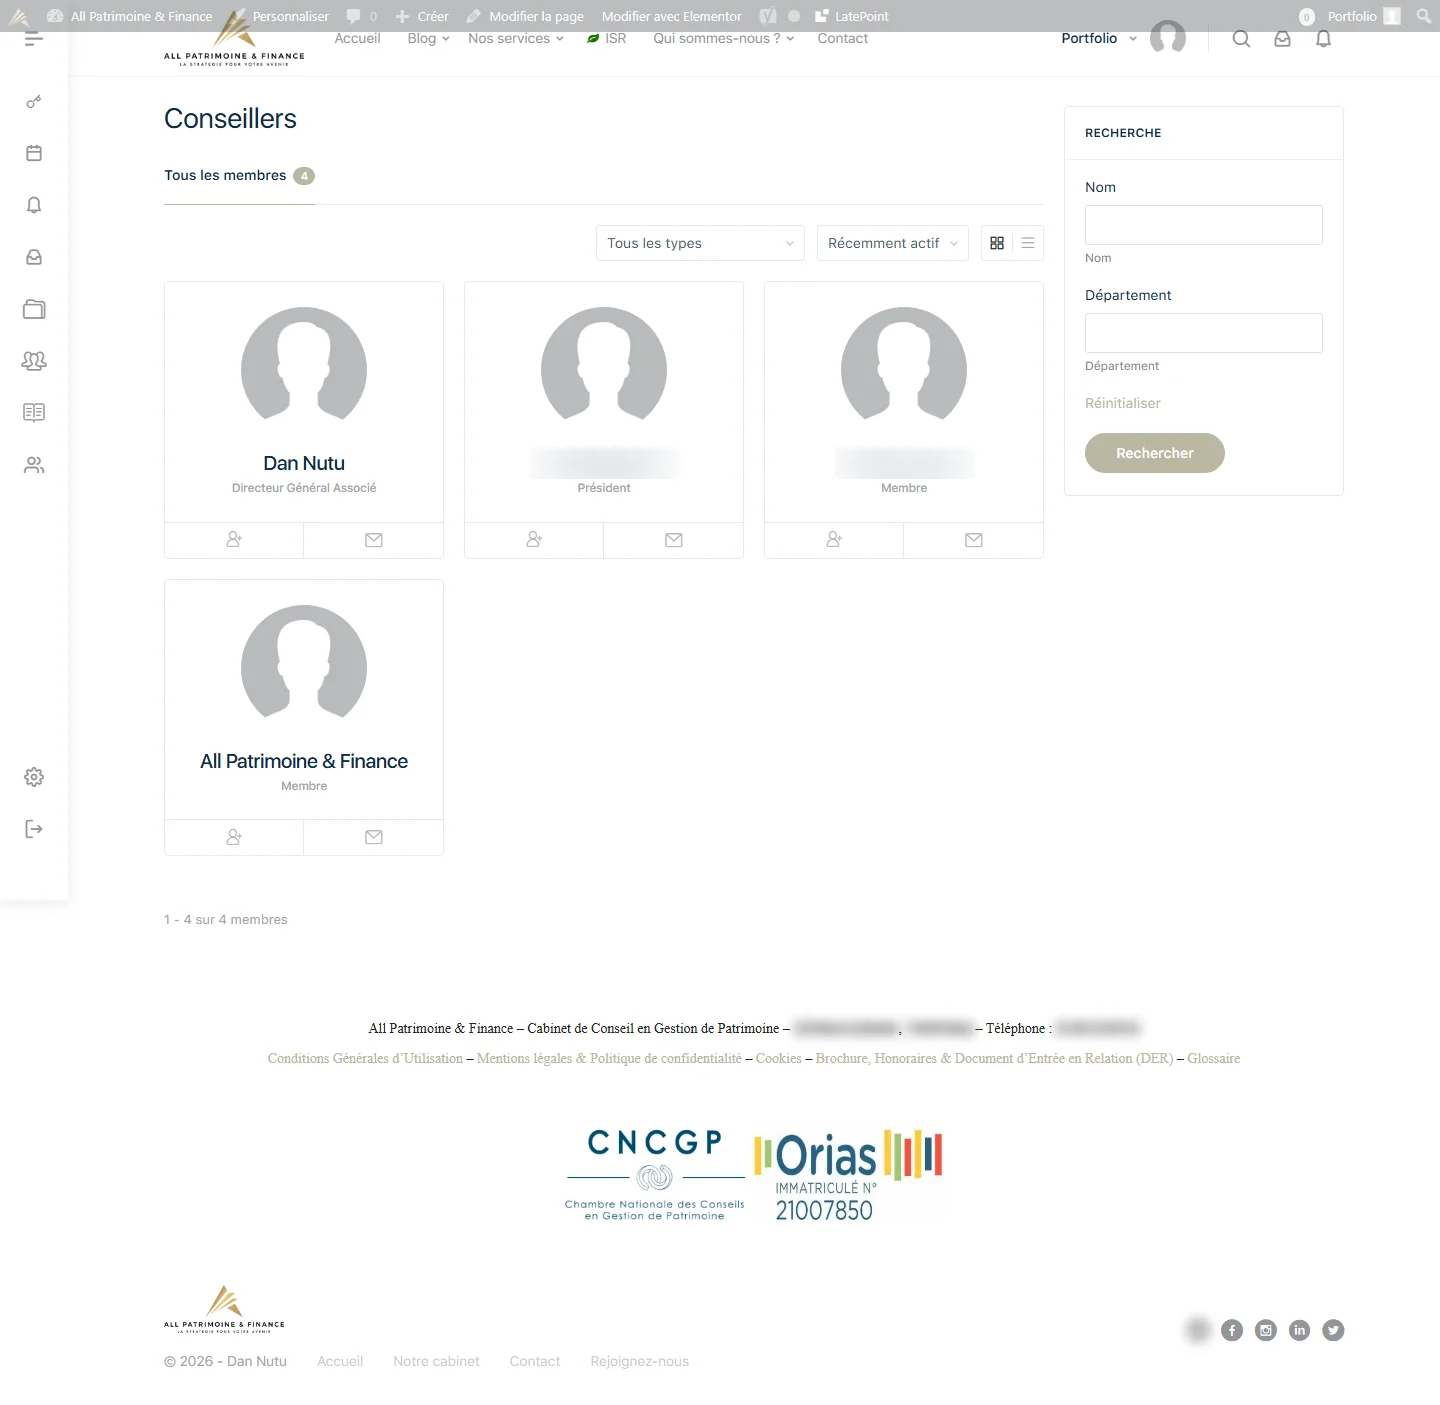 All Patrimoine & Finance Personnaliser 0 Créer Modifier la page Modifier avec Elementor LatePoint 0 Portfolio
ALL PATRIMOINE & FINANCE
LA STRATÉGIE POUR VOTRE AVENIR
Accueil Blog Nos services ISR Qui sommes-nous ? Contact Portfolio
Conseillers
Tous les membres 4
Tous les types Récemment actif
Dan Nutu
Directeur Général Associé
Président
Membre
All Patrimoine & Finance
Membre
1 - 4 sur 4 membres
RECHERCHE
Nom
Nom
Département
Département
Réinitialiser
Rechercher
All Patrimoine & Finance – Cabinet de Conseil en Gestion de Patrimoine – , – Téléphone :
Conditions Générales d’Utilisation – Mentions légales & Politique de confidentialité – Cookies – Brochure, Honoraires & Document d’Entrée en Relation (DER) – Glossaire
CNCGP
Chambre Nationale des Conseils
en Gestion de Patrimoine
Orias
IMMATRICULÉ N°
21007850
ALL PATRIMOINE & FINANCE
LA STRATÉGIE POUR VOTRE AVENIR
© 2026 - Dan Nutu Accueil Notre cabinet Contact Rejoignez-nous